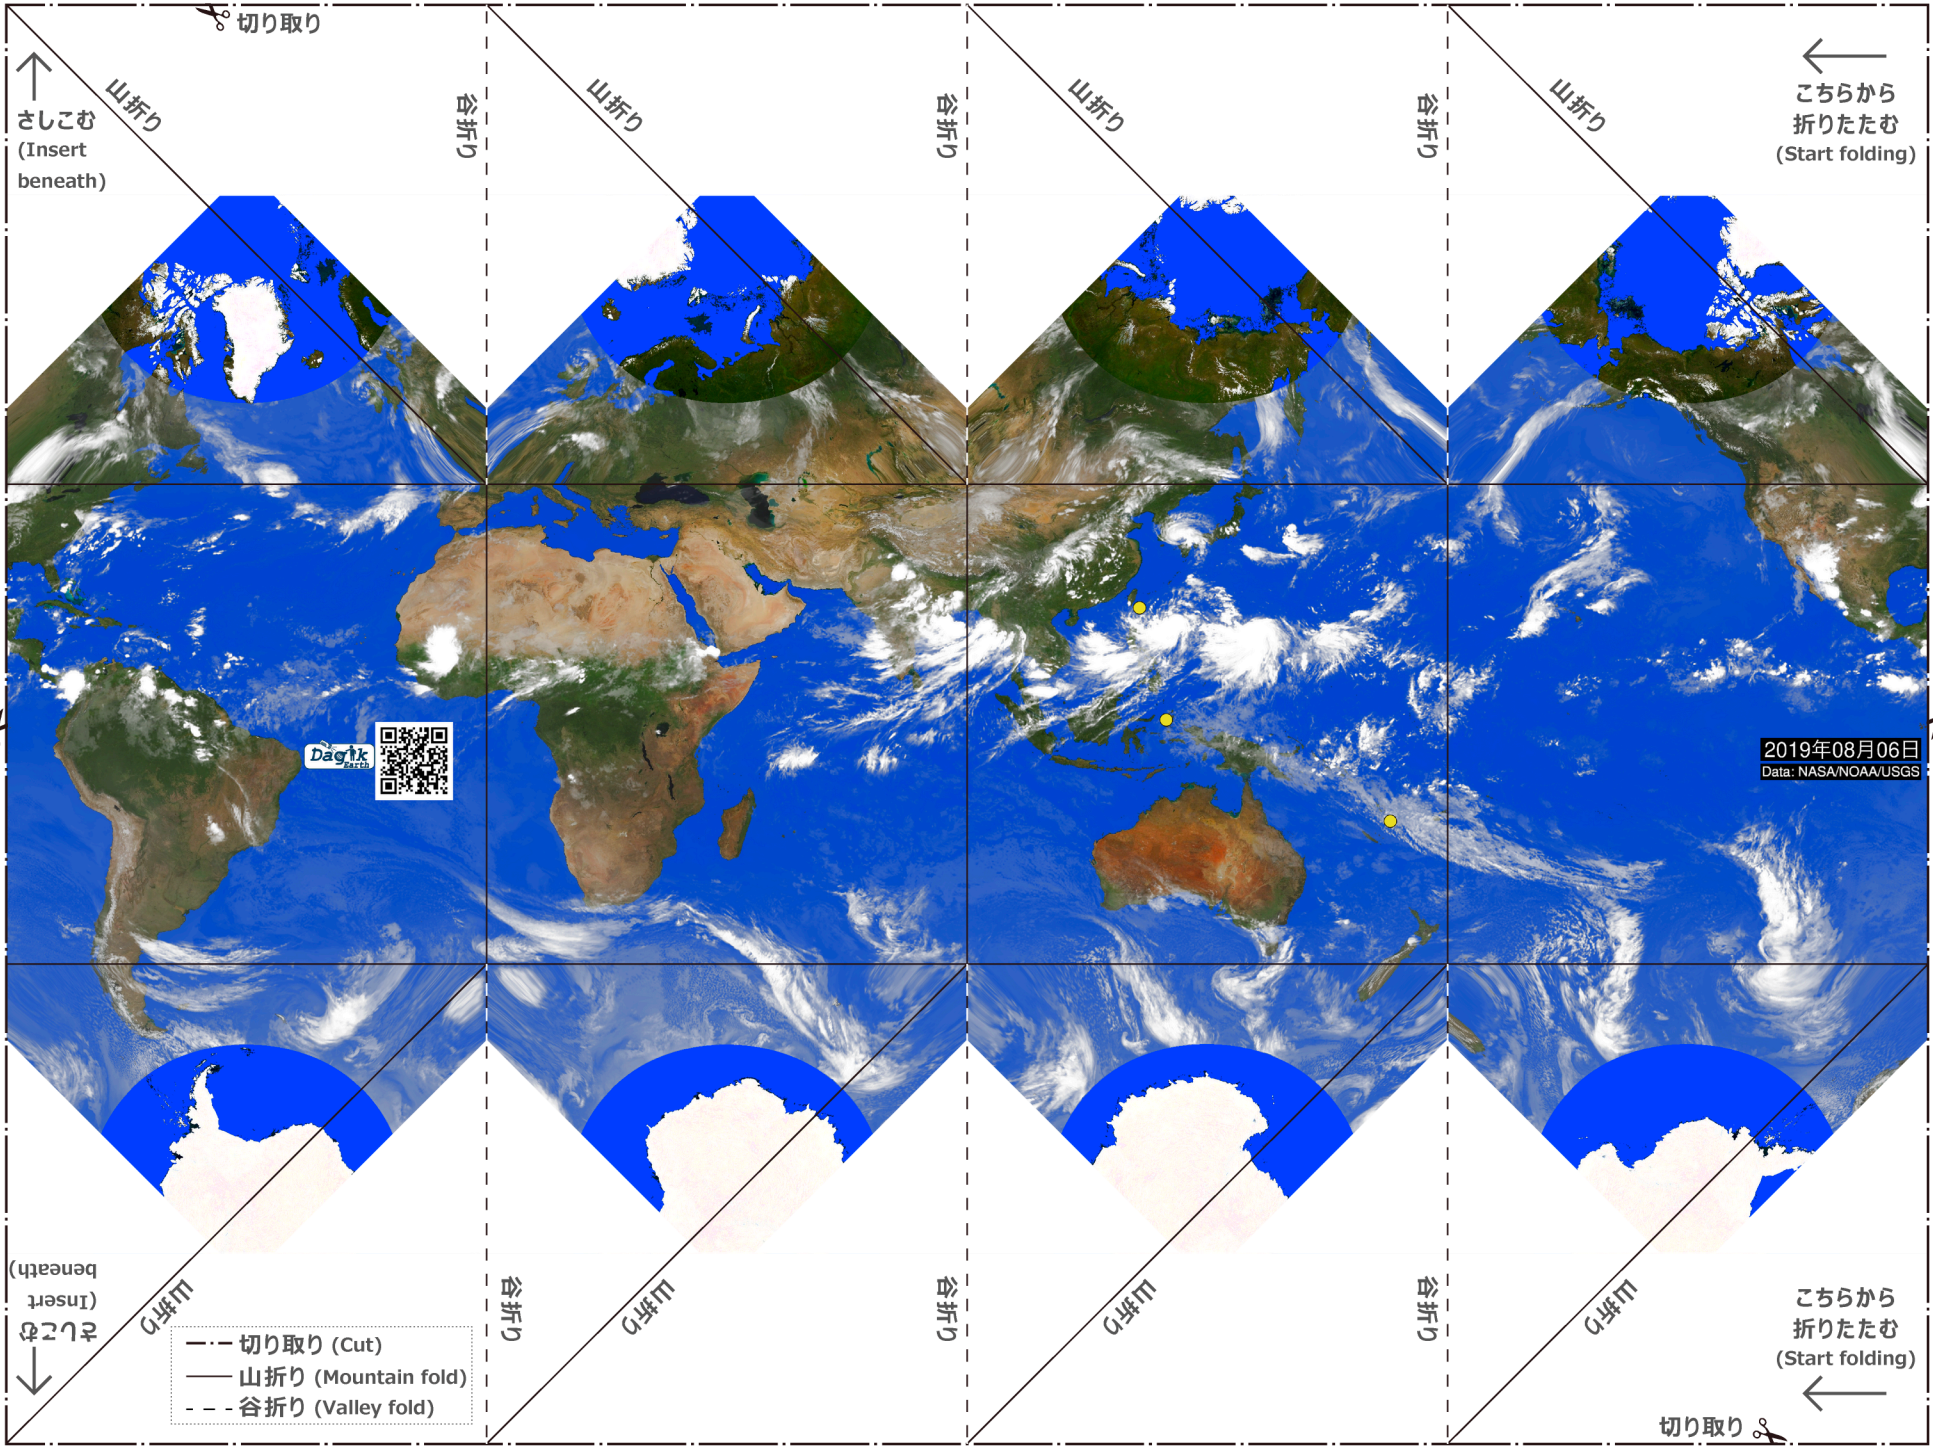 切り取り
山折り
谷折り
山折り
谷折り
山折り
谷折り
山折り
さしこむ
(Insert
beneath)
こちらから
折りたたむ
(Start folding)
Dagik
Earth
2019年08月06日
Data: NASA/NOAA/USGS
さしこむ
(Insert
beneath)
山折り
谷折り
山折り
谷折り
山折り
谷折り
山折り
こちらから
折りたたむ
(Start folding)
切り取り (Cut)
山折り (Mountain fold)
谷折り (Valley fold)
切り取り